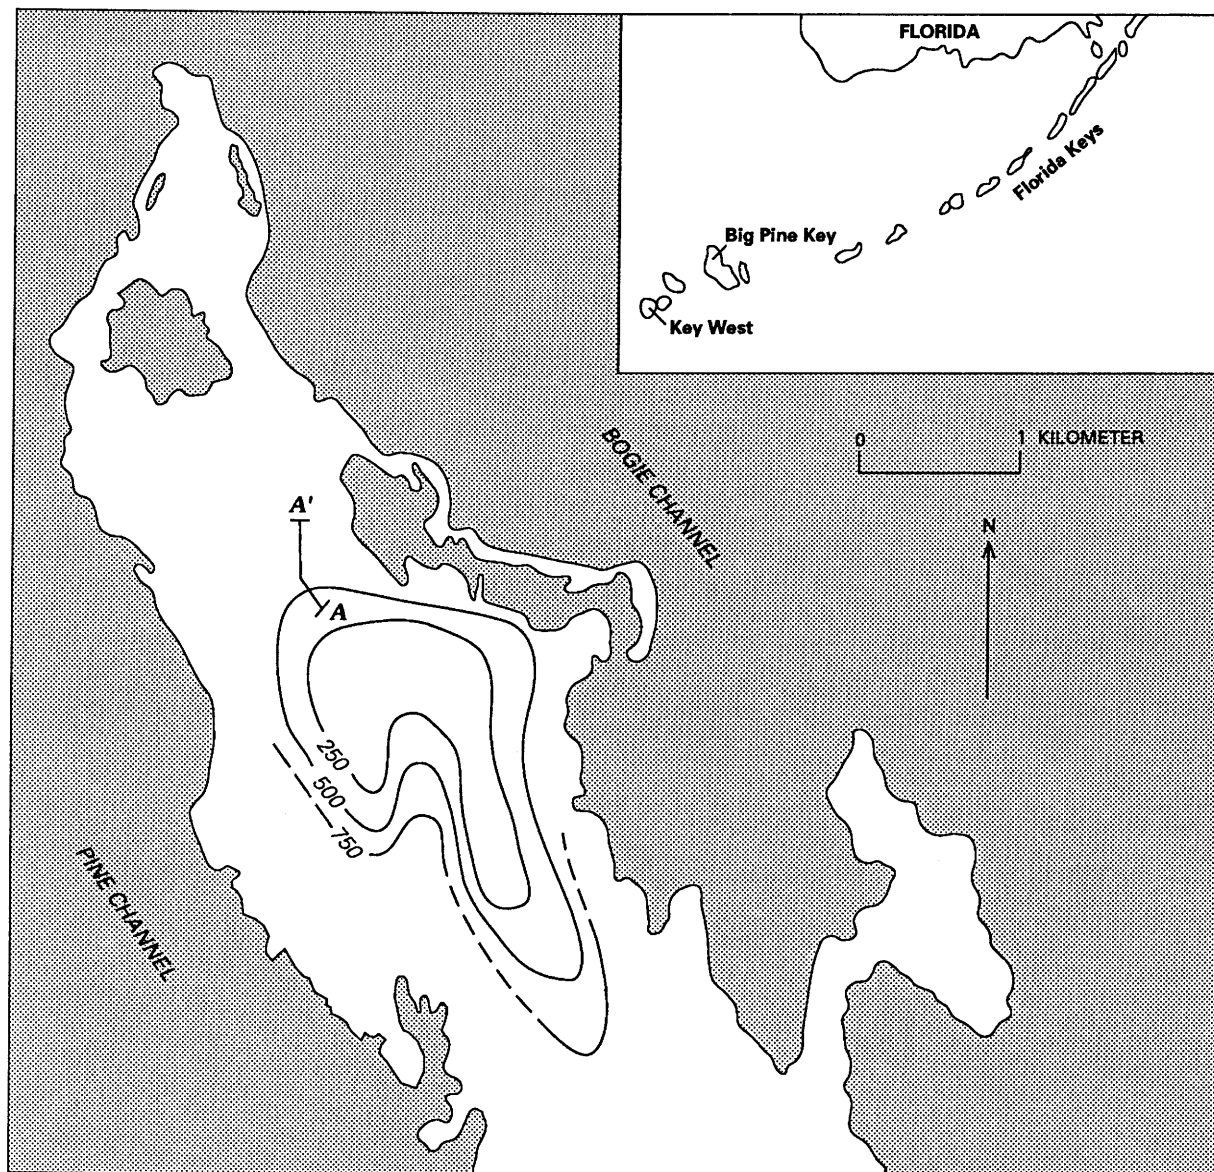 FLORIDA
Florida Keys
Big Pine Key
Key West
BOGIE CHANNEL
0 1 KILOMETER
A'
N
A
250
500
750
PINE CHANNEL